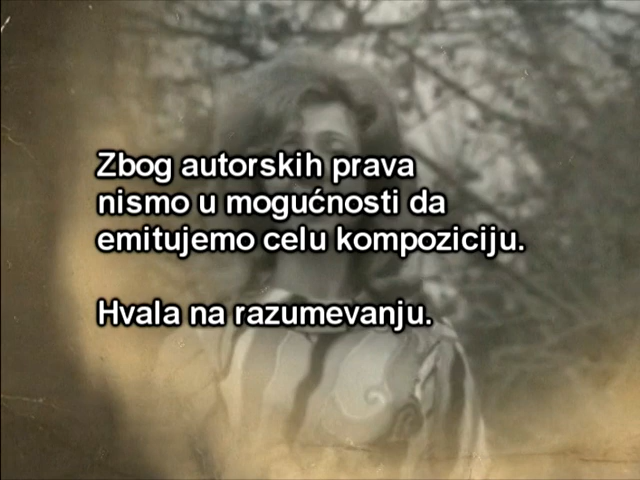 Zbog autorskih prava
nismo u mogućnosti da
emitujemo celu kompoziciju.
Hvala na razumevanju.